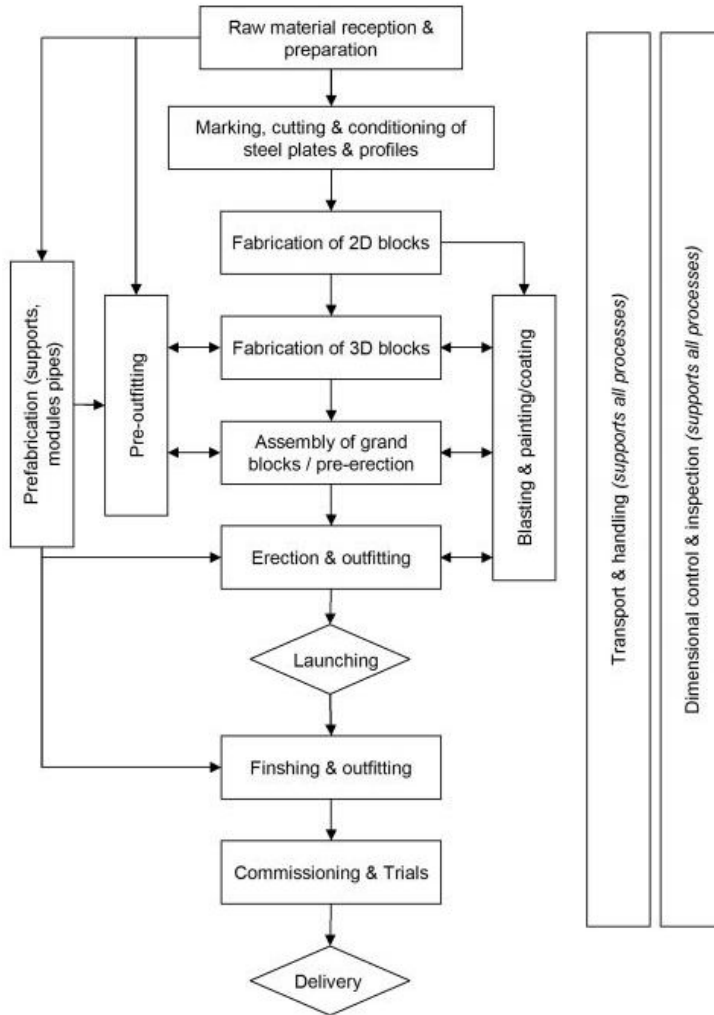 Raw material reception &
preparation
Marking, cutting & conditioning of
steel plates & profiles
Fabrication of 2D blocks
Prefabrication (supports,
modules pipes)
Pre-outfitting
Fabrication of 3D blocks
Blasting & painting/coating
Assembly of grand
blocks / pre-erection
Erection & outfitting
Launching
Finshing & outfitting
Commissioning & Trials
Delivery
Transport & handling (supports all processes)
Dimensional control & inspection (supports all processes)